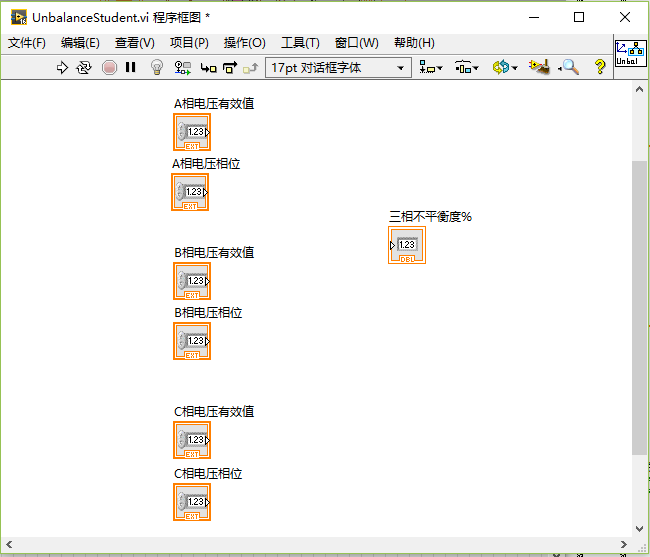 UnbalanceStudent.vi 程序框图 *
文件(F) 编辑(E) 查看(V) 项目(P) 操作(O) 工具(T) 窗口(W) 帮助(H)
17pt 对话框字体
Unbal
A相电压有效值
1.23
EXT
A相电压相位
1.23
EXT
三相不平衡度%
1.23
DBL
B相电压有效值
1.23
EXT
B相电压相位
1.23
EXT
C相电压有效值
1.23
EXT
C相电压相位
1.23
EXT